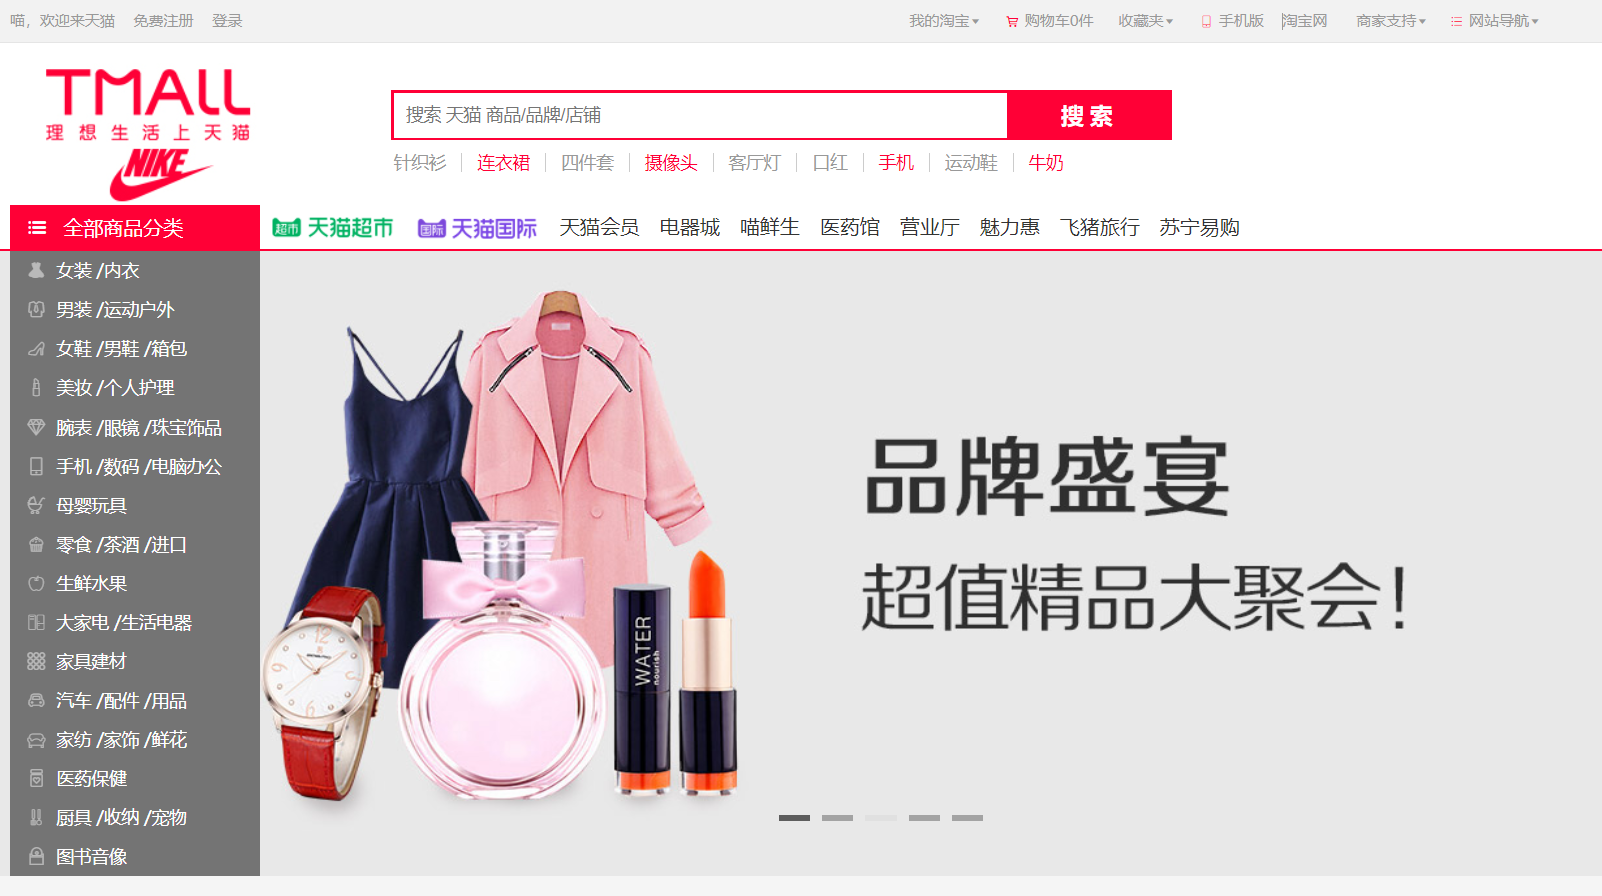 喵，欢迎来天猫 免费注册 登录 我的淘宝 购物车0件 收藏夹 手机版 淘宝网 商家支持 网站导航
TMALL
理想生活上天猫
NIKE
搜索 天猫 商品/品牌/店铺 搜索
针织衫 连衣裙 四件套 摄像头 客厅灯 口红 手机 运动鞋 牛奶
全部商品分类 超市 天猫超市 国际 天猫国际 天猫会员 电器城 喵鲜生 医药馆 营业厅 魅力惠 飞猪旅行 苏宁易购
女装 /内衣
男装 /运动户外
女鞋 /男鞋 /箱包
美妆 /个人护理
腕表 /眼镜 /珠宝饰品
手机 /数码 /电脑办公
母婴玩具
零食 /茶酒 /进口
生鲜水果
大家电 /生活电器
家具建材
汽车 /配件 /用品
家纺 /家饰 /鲜花
医药保健
厨具 /收纳 /宠物
图书音像
品牌盛宴
超值精品大聚会!
WATER
nourish